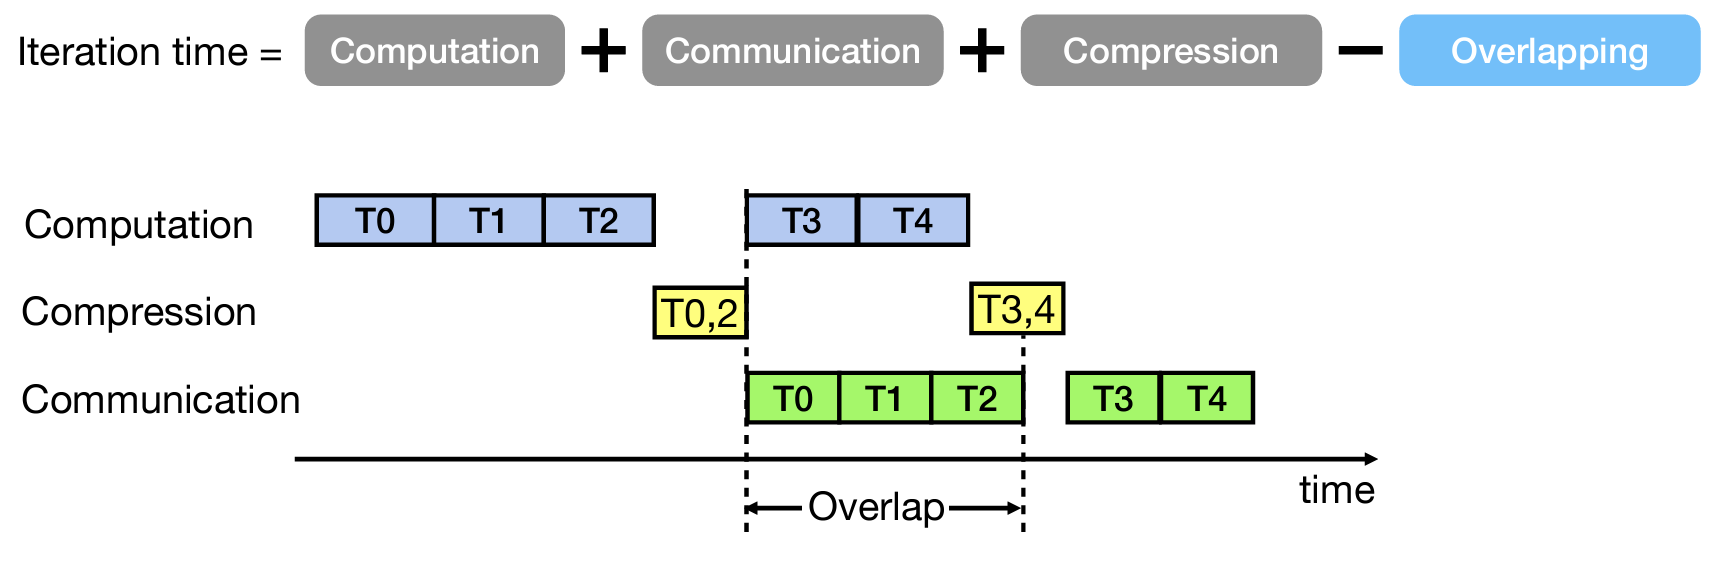 Iteration time = Computation + Communication + Compression − Overlapping
Computation T0 T1 T2 T3 T4
Compression T0,2 T3,4
Communication T0 T1 T2 T3 T4
time
Overlap